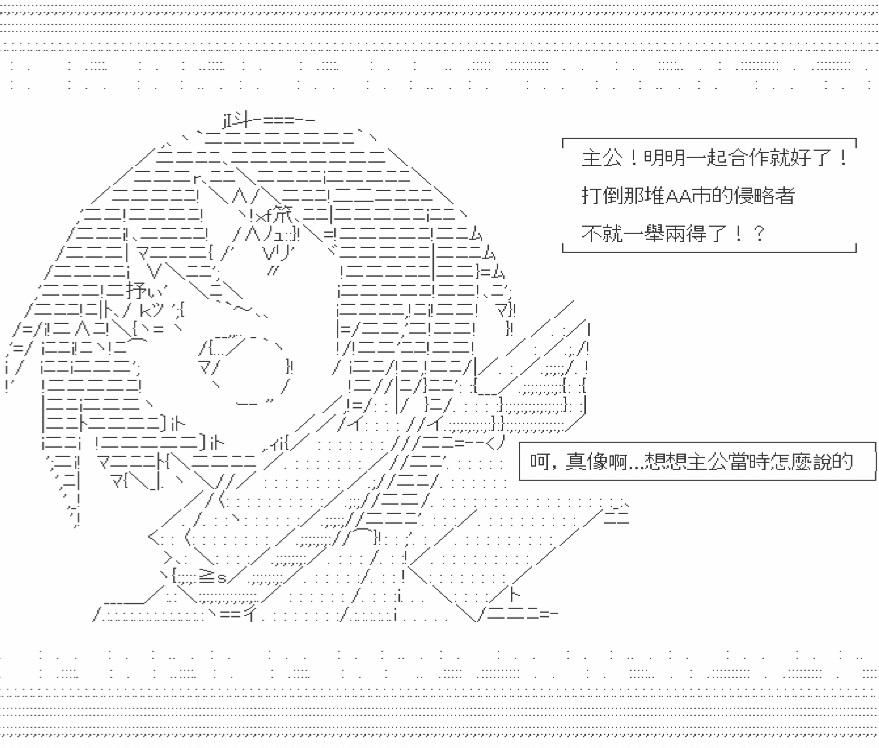 主公！明明一起合作就好了！
打倒那堆AA市的侵略者
不就一舉兩得了！？
呵，真像啊...想想主公當時怎麼說的